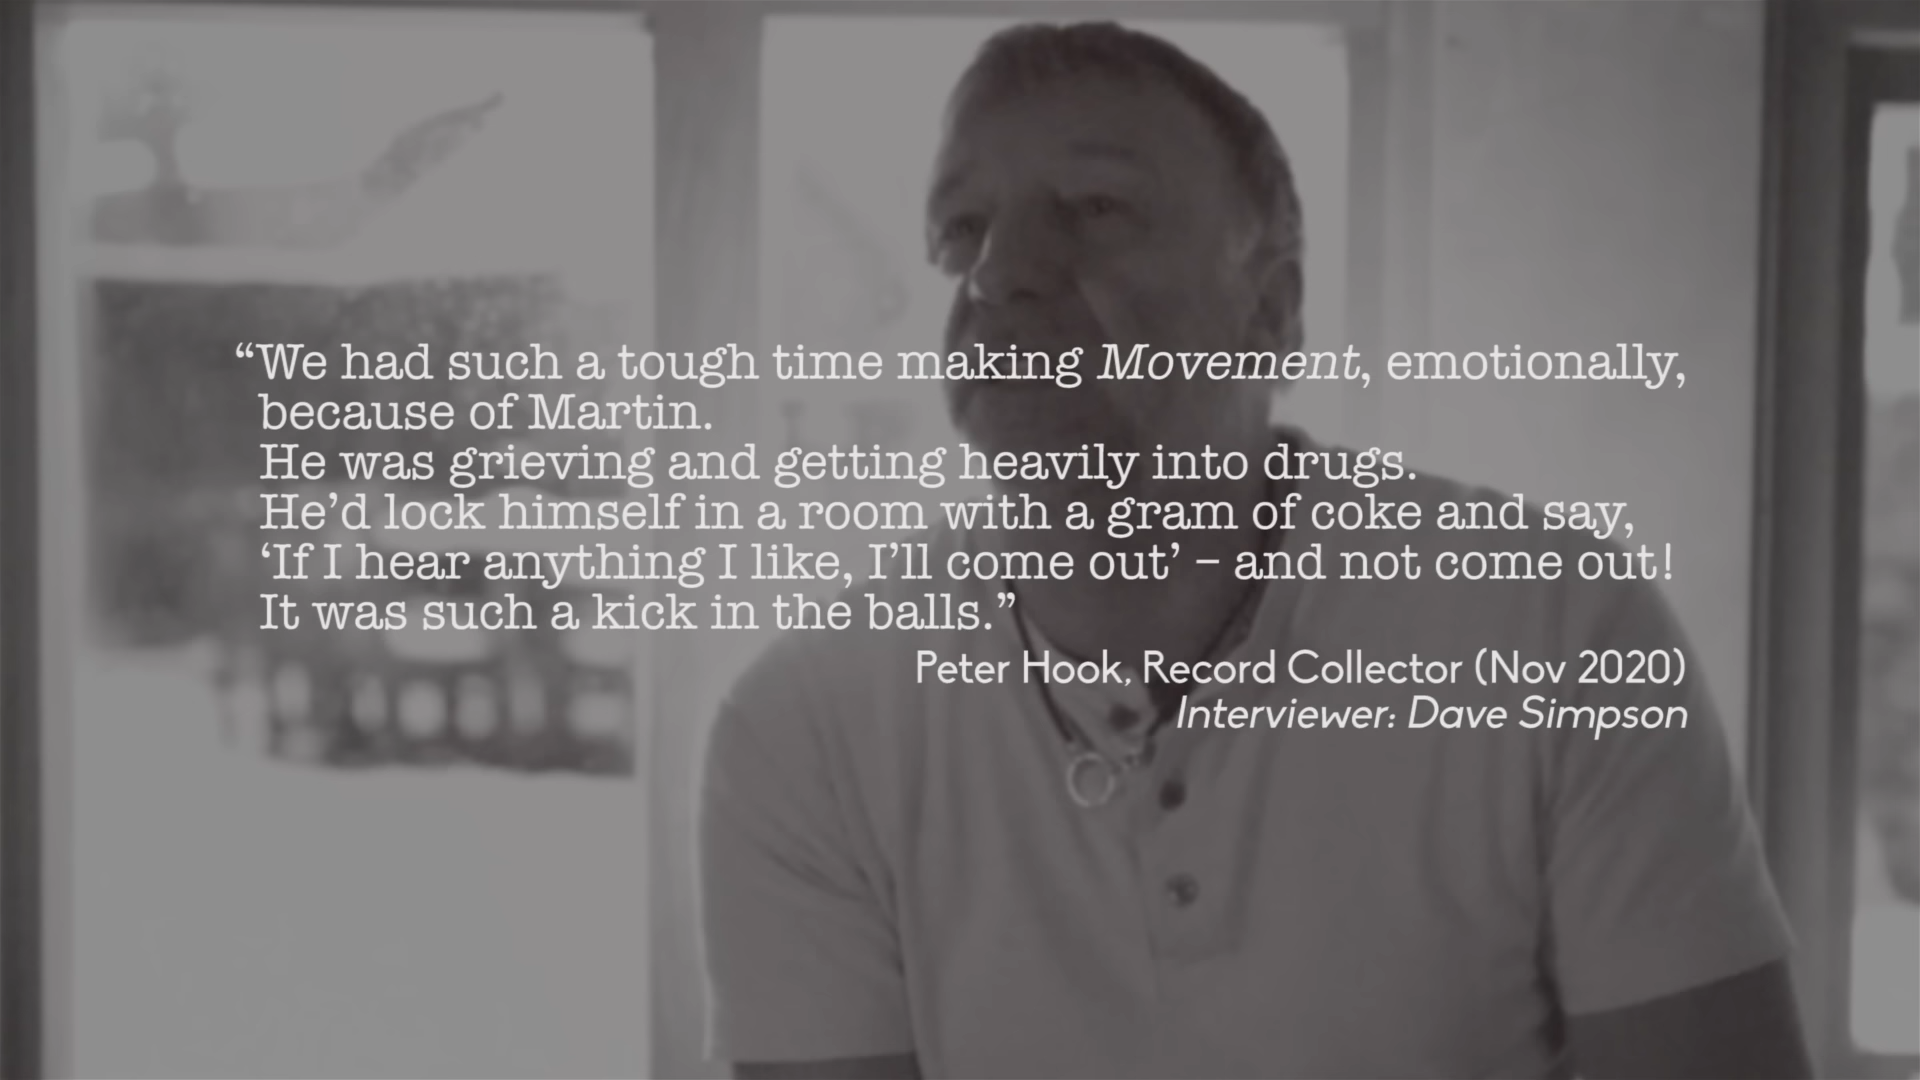 “We had such a tough time making Movement, emotionally,
because of Martin.
He was grieving and getting heavily into drugs.
He’d lock himself in a room with a gram of coke and say,
‘If I hear anything I like, I’ll come out’ – and not come out!
It was such a kick in the balls.”
Peter Hook, Record Collector (Nov 2020)
Interviewer: Dave Simpson